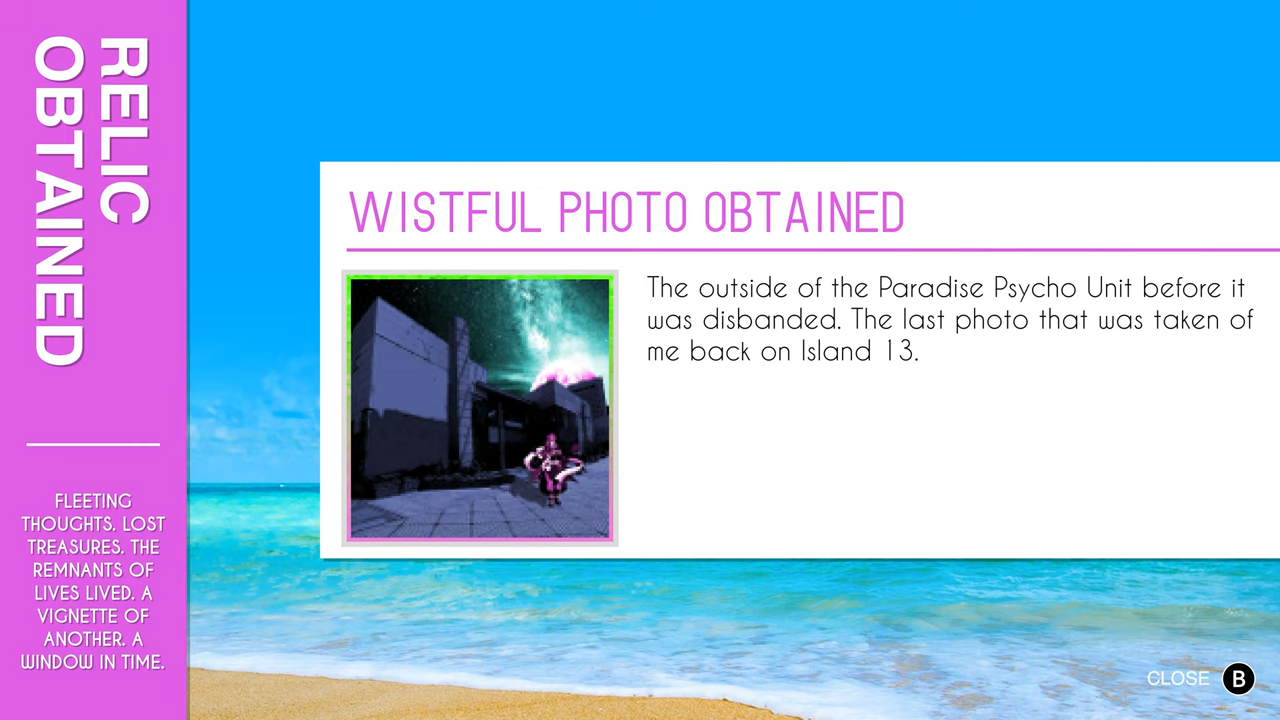 RELIC
OBTAINED
FLEETING
THOUGHTS. LOST
TREASURES. THE
REMNANTS OF
LIVES LIVED. A
VIGNETTE OF
ANOTHER. A
WINDOW IN TIME.
WISTFUL PHOTO OBTAINED
The outside of the Paradise Psycho Unit before it
was disbanded. The last photo that was taken of
me back on Island 13.
CLOSE B